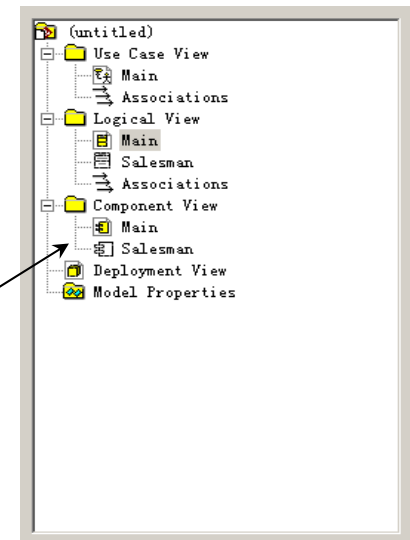 (untitled)
Use Case View
Main
Associations
Logical View
Main
Salesman
Associations
Component View
Main
Salesman
Deployment View
Model Properties